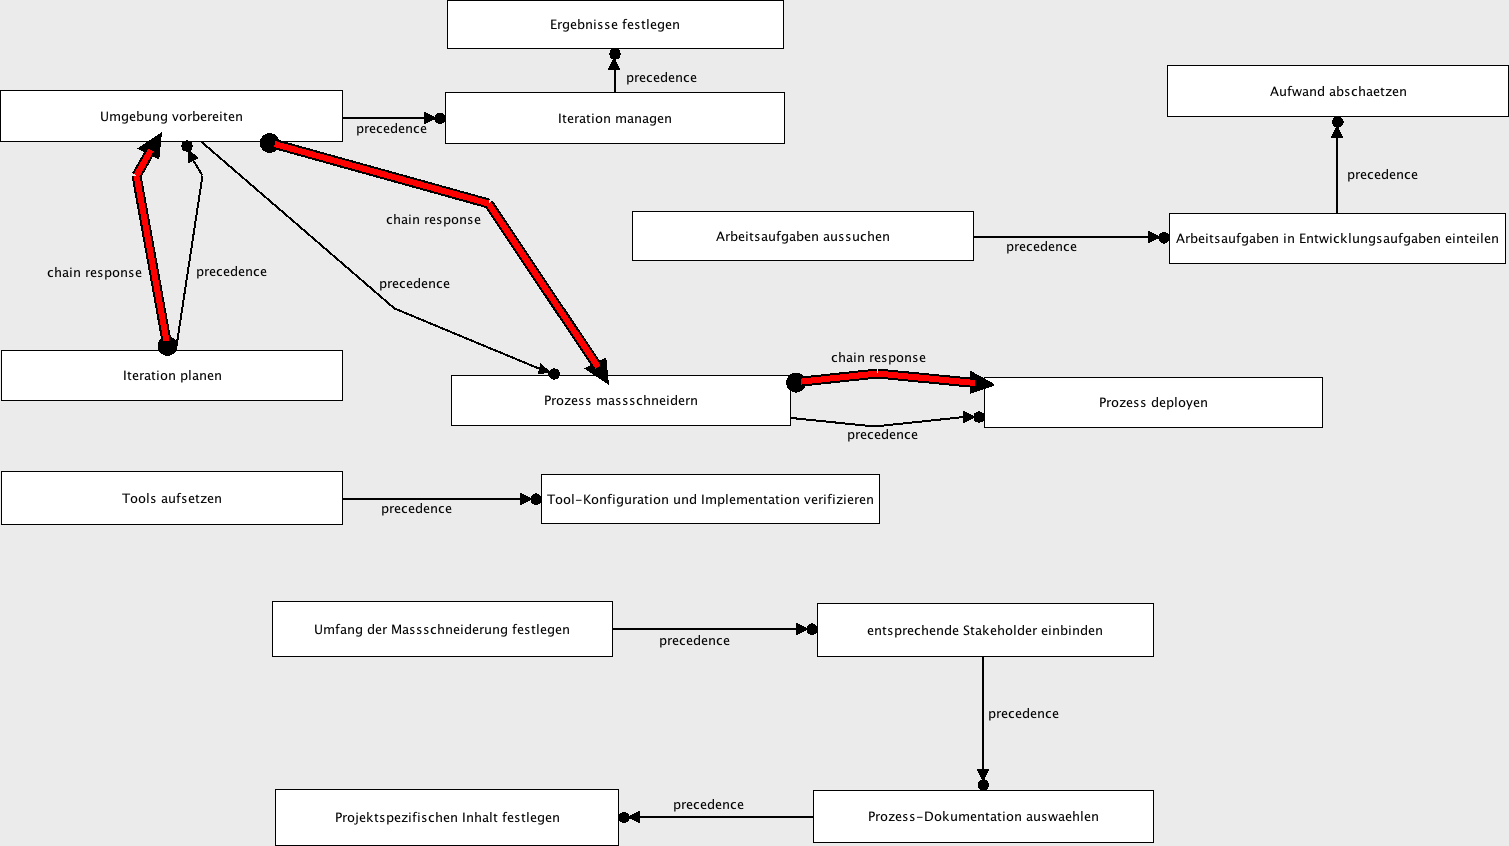 Ergebnisse festlegen
precedence
Umgebung vorbereiten
precedence
Iteration managen
Aufwand abschaetzen
precedence
chain response
Arbeitsaufgaben aussuchen
precedence
Arbeitsaufgaben in Entwicklungsaufgaben einteilen
chain response
precedence
precedence
Iteration planen
Prozess massschneidern
chain response
precedence
Prozess deployen
Tools aufsetzen
precedence
Tool-Konfiguration und Implementation verifizieren
Umfang der Massschneiderung festlegen
precedence
entsprechende Stakeholder einbinden
precedence
Projektspezifischen Inhalt festlegen
precedence
Prozess-Dokumentation auswaehlen